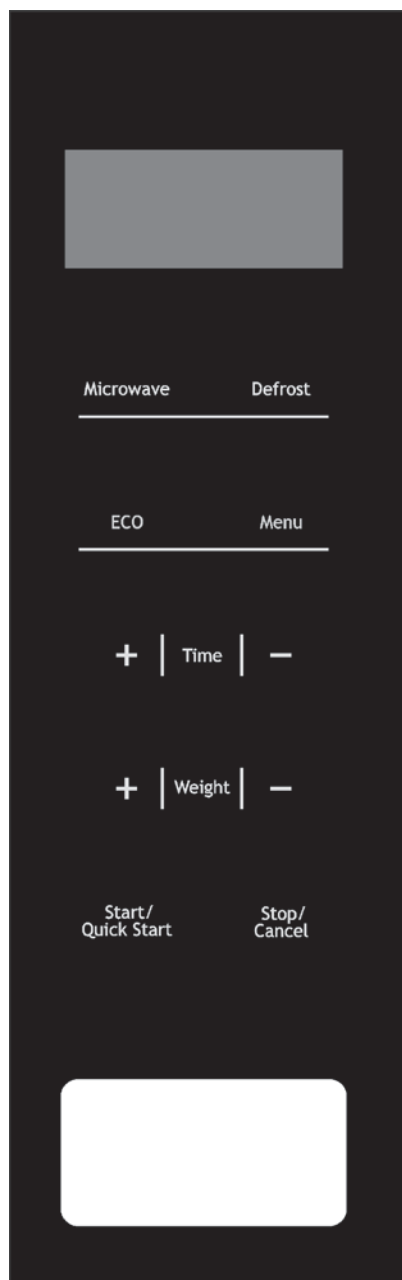 Microwave Defrost
ECO Menu
+ | Time | −
+ | Weight | −
Start/ Stop/
Quick Start Cancel